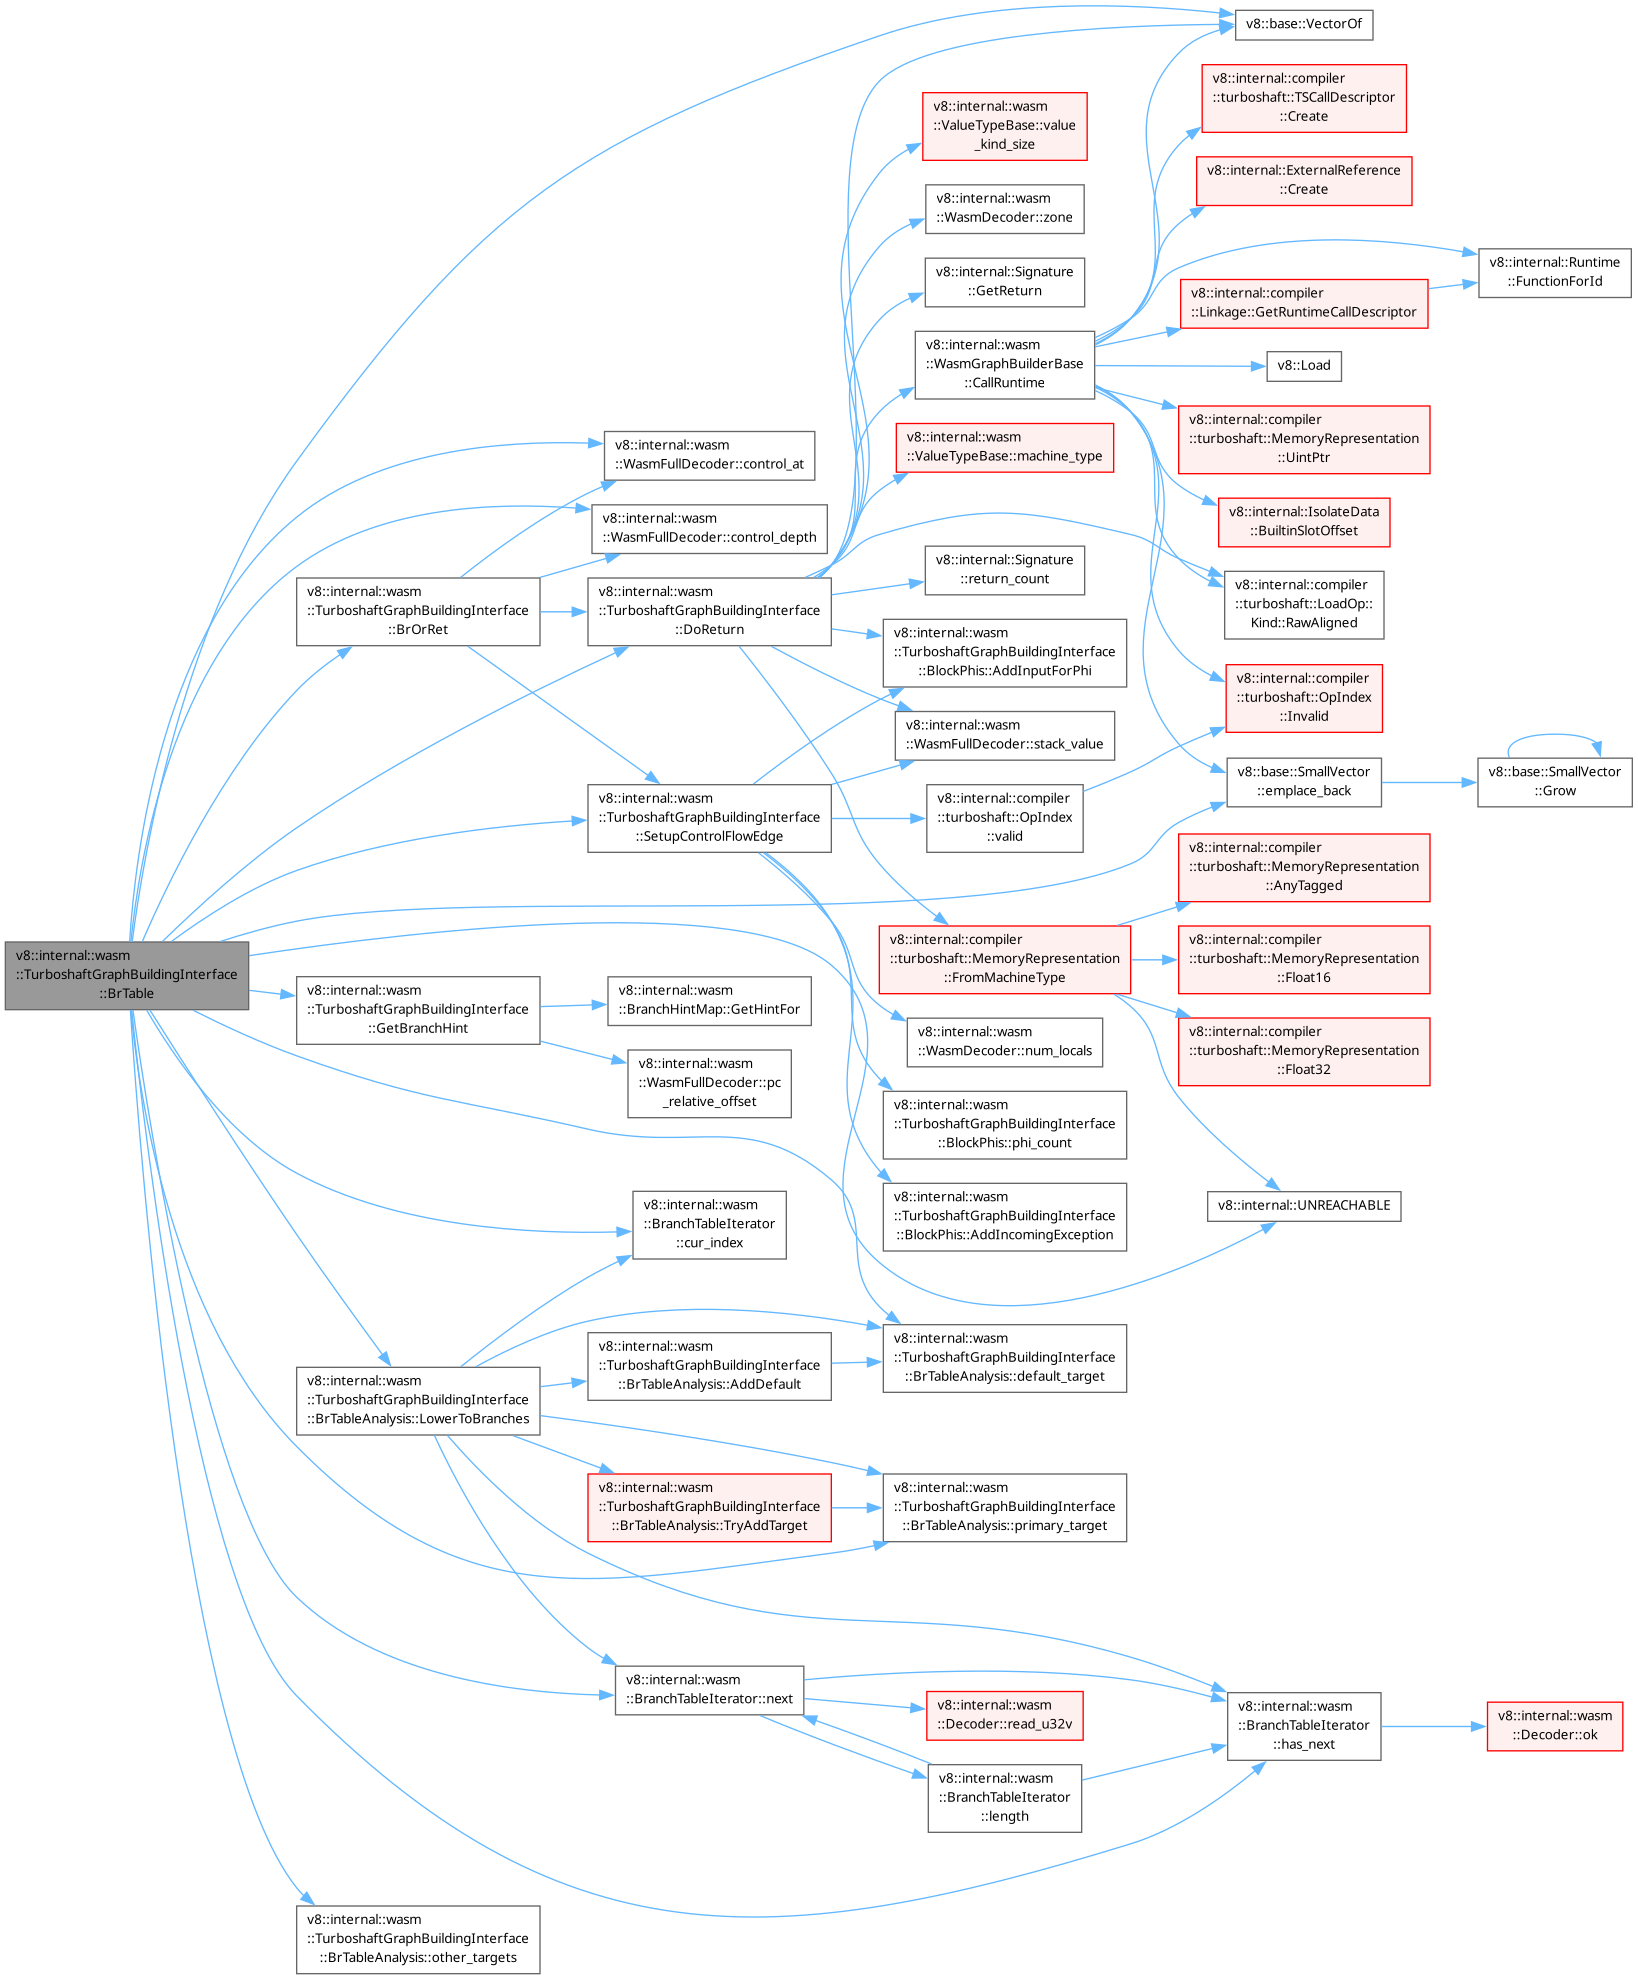 v8::base::VectorOf
v8::internal::compiler
::turboshaft::TSCallDescriptor
::Create
v8::internal::wasm
::ValueTypeBase::value
_kind_size
v8::internal::ExternalReference
::Create
v8::internal::wasm
::WasmDecoder::zone
v8::internal::Signature
::GetReturn
v8::internal::Runtime
::FunctionForId
v8::internal::compiler
::Linkage::GetRuntimeCallDescriptor
v8::internal::wasm
::WasmGraphBuilderBase
::CallRuntime
v8::Load
v8::internal::compiler
::turboshaft::MemoryRepresentation
::UintPtr
v8::internal::wasm
::WasmFullDecoder::control_at
v8::internal::wasm
::ValueTypeBase::machine_type
v8::internal::IsolateData
::BuiltinSlotOffset
v8::internal::wasm
::WasmFullDecoder::control_depth
v8::internal::Signature
::return_count
v8::internal::compiler
::turboshaft::LoadOp::
Kind::RawAligned
v8::internal::wasm
::TurboshaftGraphBuildingInterface
::BrOrRet
v8::internal::wasm
::TurboshaftGraphBuildingInterface
::DoReturn
v8::internal::wasm
::TurboshaftGraphBuildingInterface
::BlockPhis::AddInputForPhi
v8::internal::compiler
::turboshaft::OpIndex
::Invalid
v8::internal::wasm
::WasmFullDecoder::stack_value
v8::internal::wasm
::TurboshaftGraphBuildingInterface
::SetupControlFlowEdge
v8::internal::compiler
::turboshaft::OpIndex
::valid
v8::base::SmallVector
::emplace_back
v8::base::SmallVector
::Grow
v8::internal::compiler
::turboshaft::MemoryRepresentation
::AnyTagged
v8::internal::wasm
::TurboshaftGraphBuildingInterface
::BrTable
v8::internal::compiler
::turboshaft::MemoryRepresentation
::FromMachineType
v8::internal::compiler
::turboshaft::MemoryRepresentation
::Float16
v8::internal::wasm
::TurboshaftGraphBuildingInterface
::GetBranchHint
v8::internal::wasm
::BranchHintMap::GetHintFor
v8::internal::wasm
::WasmDecoder::num_locals
v8::internal::compiler
::turboshaft::MemoryRepresentation
::Float32
v8::internal::wasm
::WasmFullDecoder::pc
_relative_offset
v8::internal::wasm
::TurboshaftGraphBuildingInterface
::BlockPhis::phi_count
v8::internal::wasm
::BranchTableIterator
::cur_index
v8::internal::wasm
::TurboshaftGraphBuildingInterface
::BlockPhis::AddIncomingException
v8::internal::UNREACHABLE
v8::internal::wasm
::TurboshaftGraphBuildingInterface
::BrTableAnalysis::LowerToBranches
v8::internal::wasm
::TurboshaftGraphBuildingInterface
::BrTableAnalysis::AddDefault
v8::internal::wasm
::TurboshaftGraphBuildingInterface
::BrTableAnalysis::default_target
v8::internal::wasm
::TurboshaftGraphBuildingInterface
::BrTableAnalysis::TryAddTarget
v8::internal::wasm
::TurboshaftGraphBuildingInterface
::BrTableAnalysis::primary_target
v8::internal::wasm
::BranchTableIterator::next
v8::internal::wasm
::Decoder::read_u32v
v8::internal::wasm
::BranchTableIterator
::has_next
v8::internal::wasm
::Decoder::ok
v8::internal::wasm
::BranchTableIterator
::length
v8::internal::wasm
::TurboshaftGraphBuildingInterface
::BrTableAnalysis::other_targets